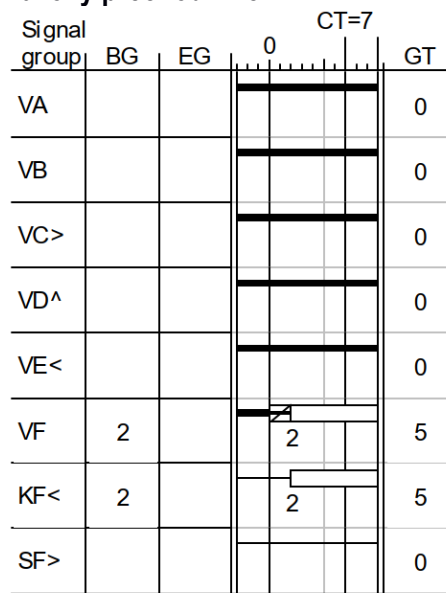 Signal CT=7
group BG EG 0 GT
VA 0
VB 0
VC> 0
VD^ 0
VE< 0
VF 2 2 5
KF< 2 2 5
SF> 0